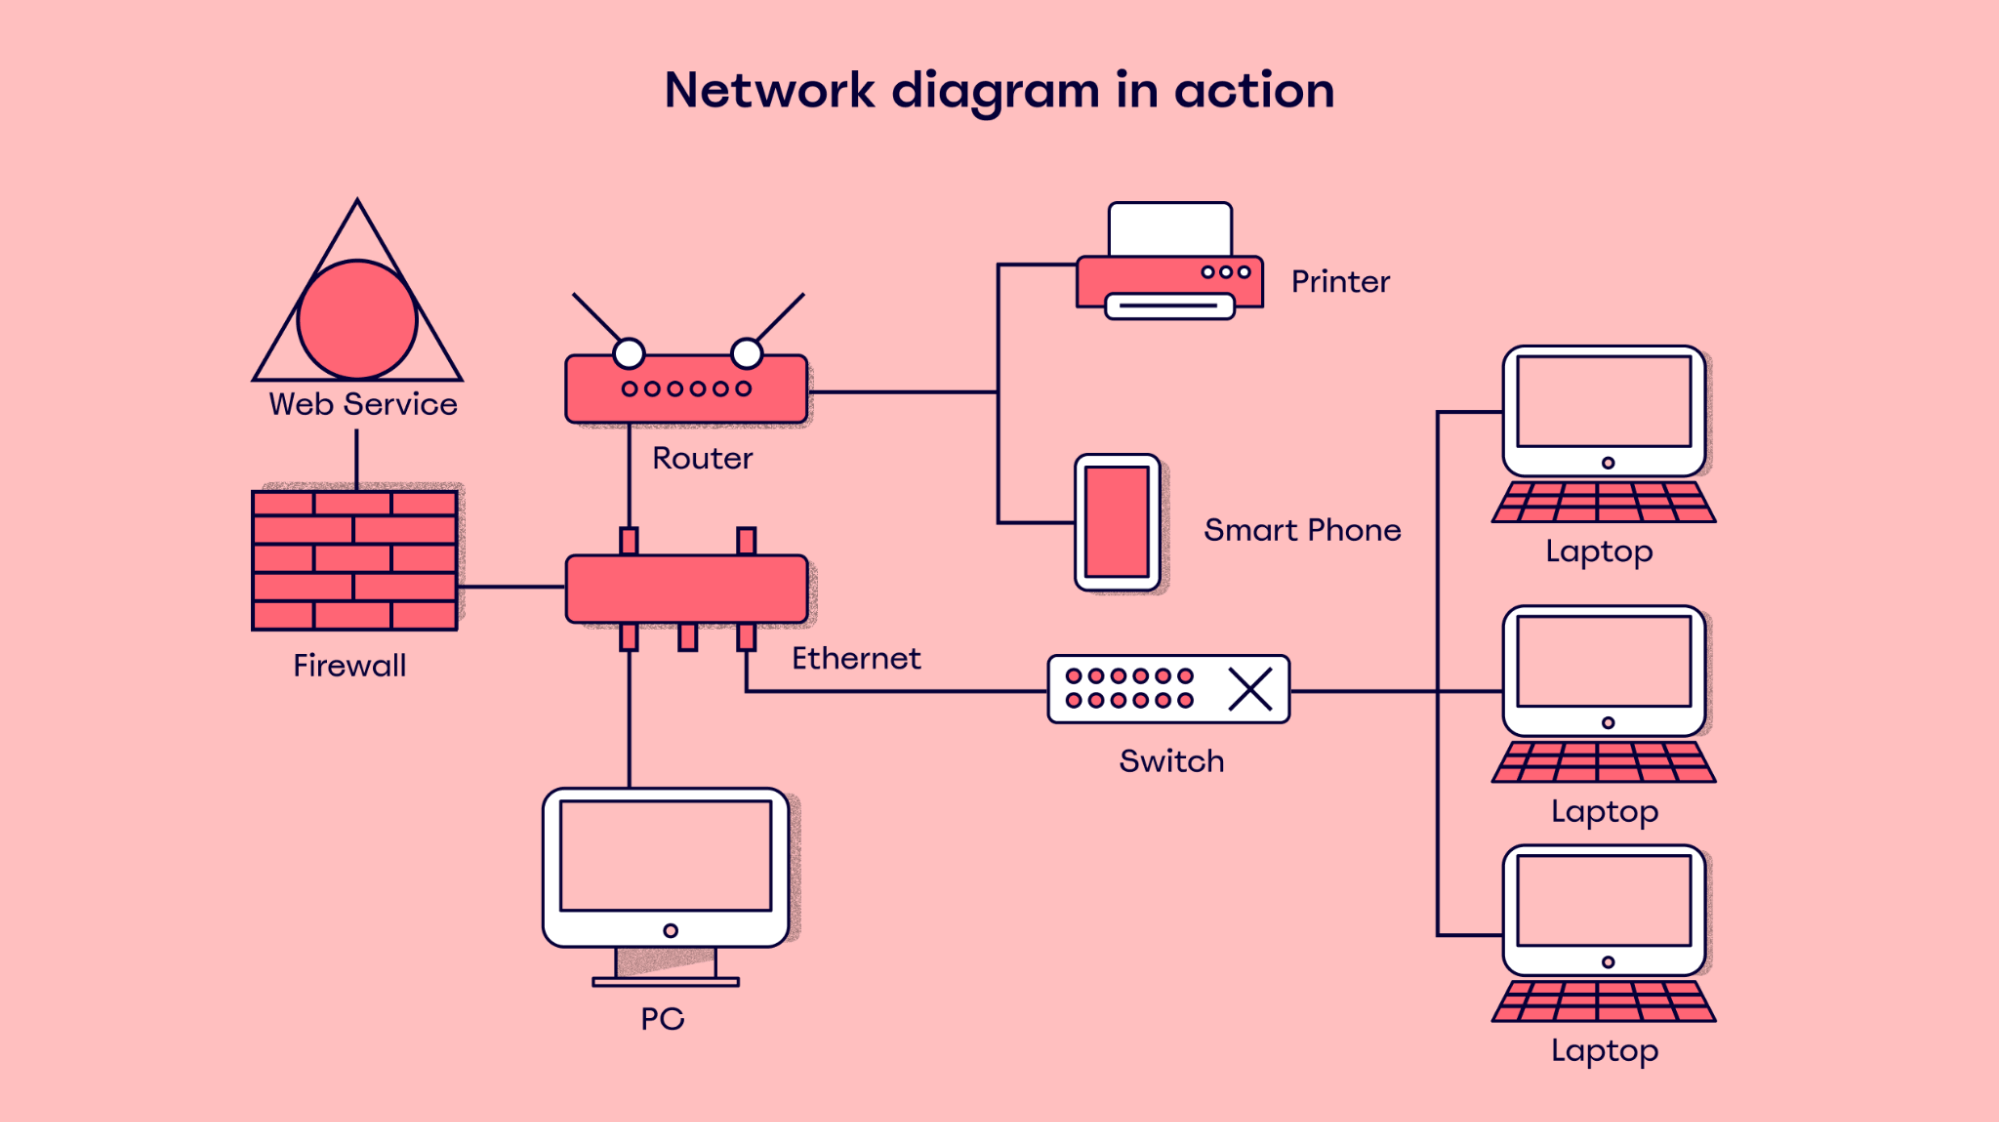 Network diagram in action
Printer
Web Service
Router
Smart Phone
Laptop
Firewall
Ethernet
Switch
Laptop
PC
Laptop